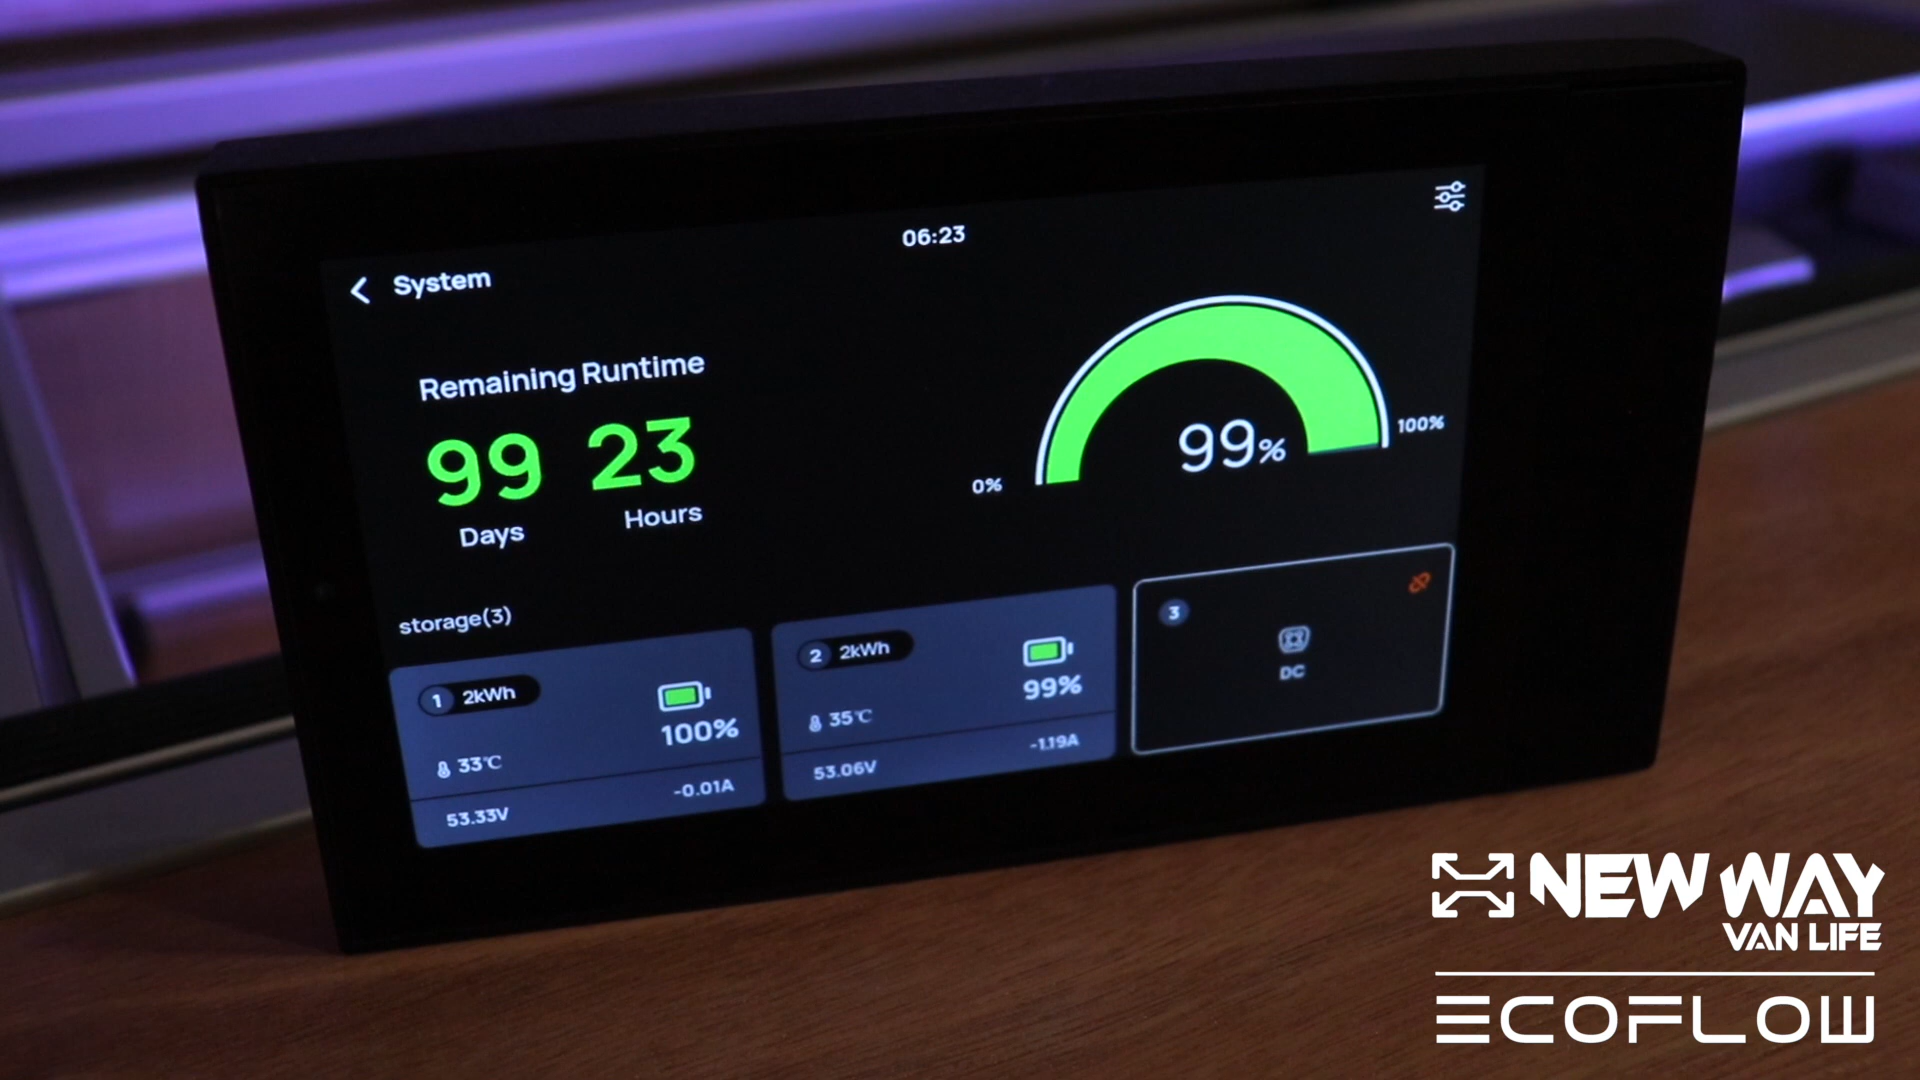 06:23
System
Remaining Runtime
99 23
Days Hours
0% 99% 100%
storage(3)
1 2kWh
100%
33℃
53.33V -0.01A
2 2kWh
99%
35℃
53.06V -1.19A
3
DC
NEW WAY
VAN LIFE
ECOFLOW